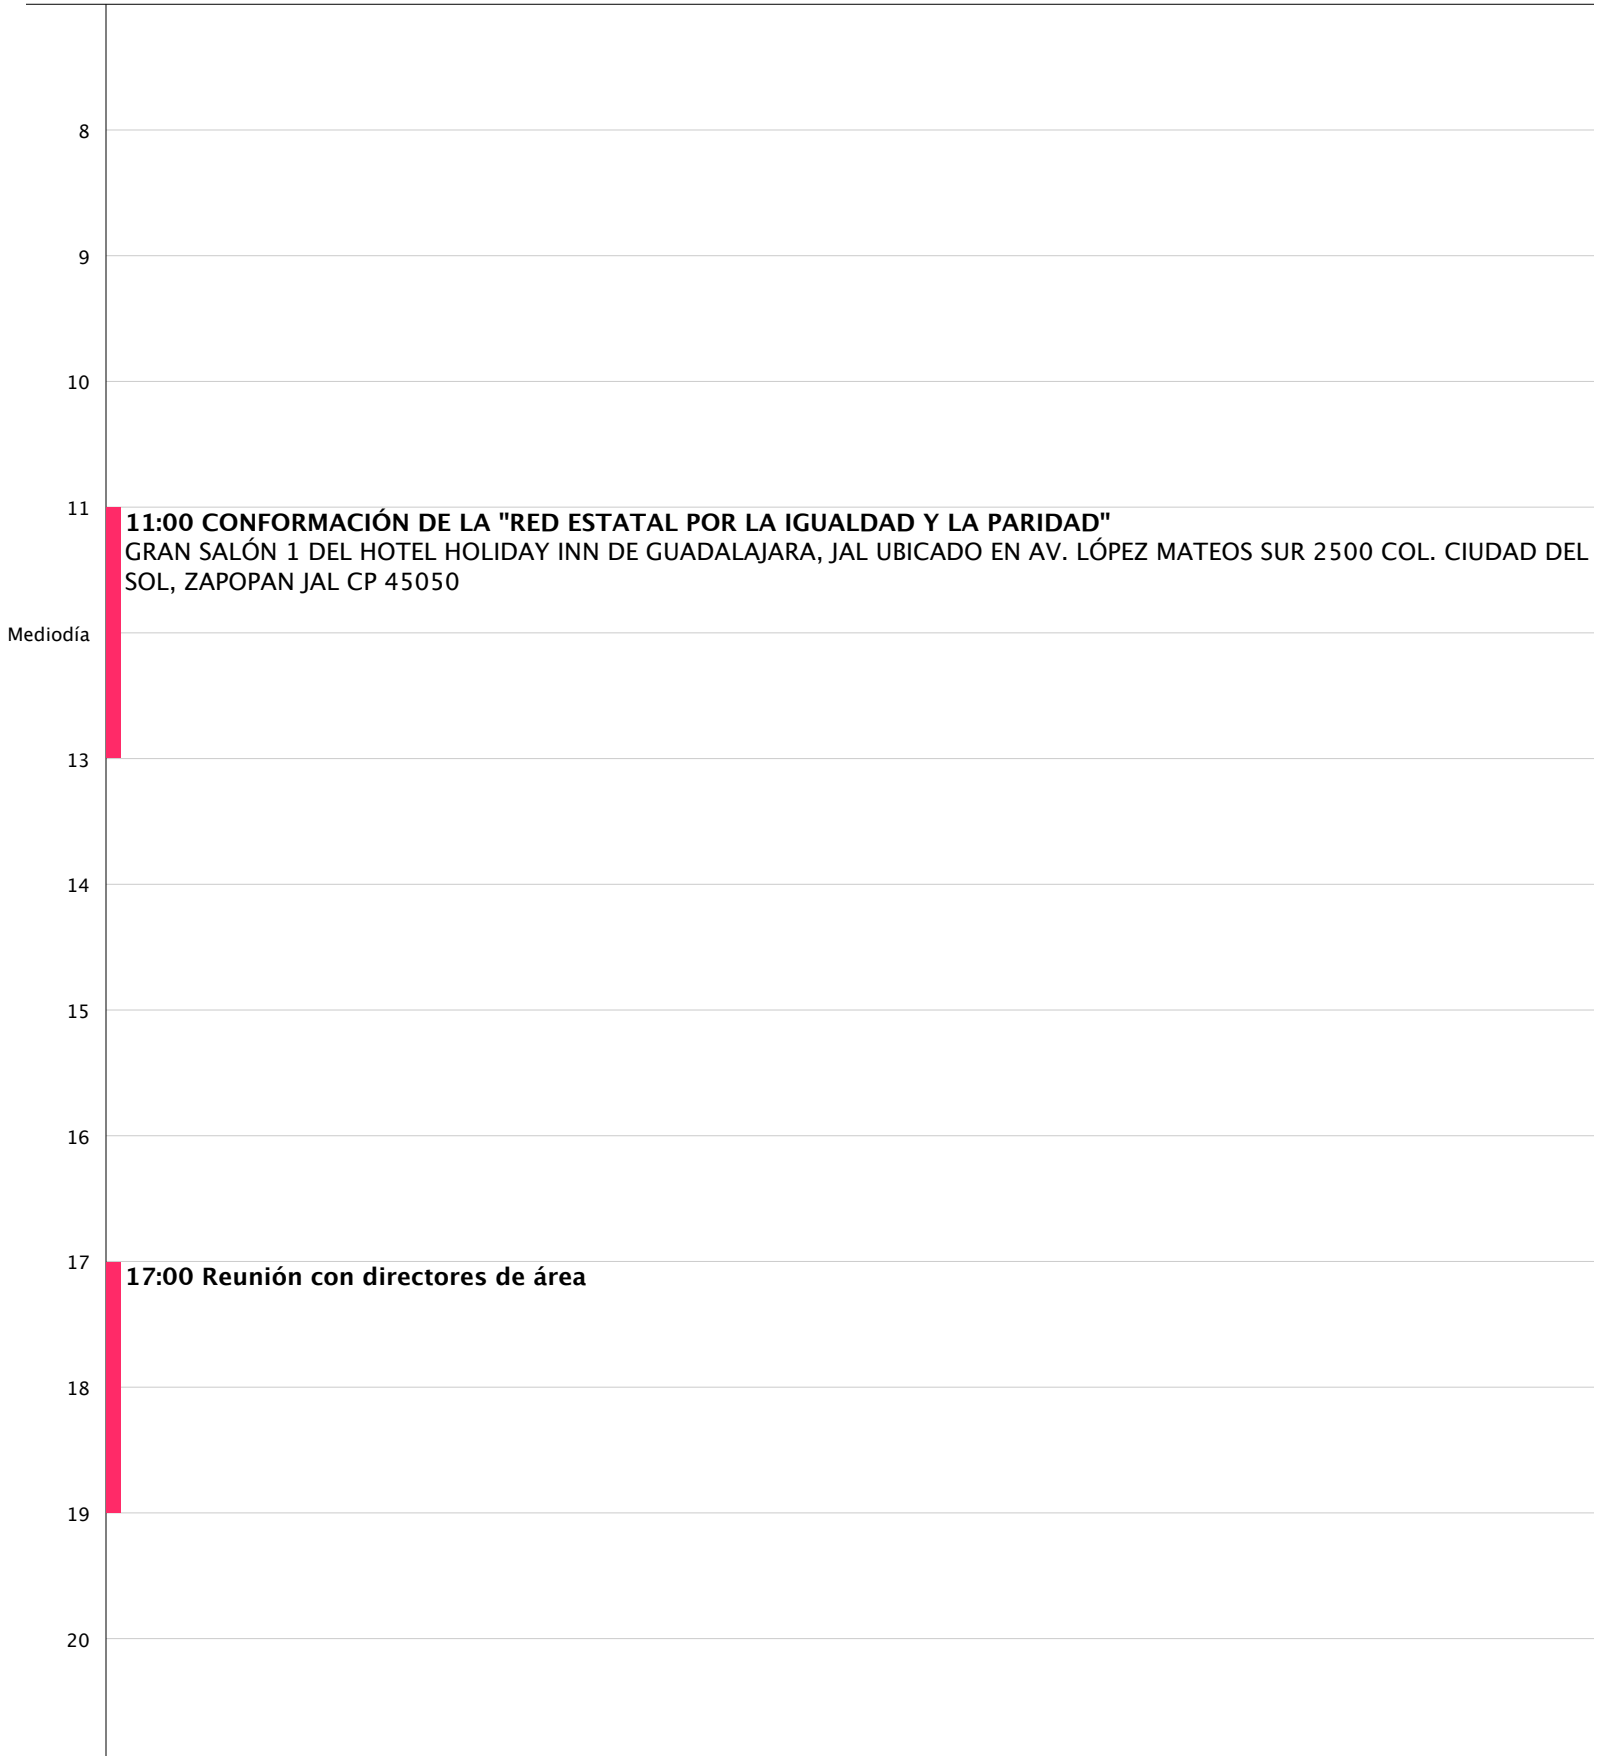 8
9
10
11
11:00 CONFORMACIÓN DE LA "RED ESTATAL POR LA IGUALDAD Y LA PARIDAD"
GRAN SALÓN 1 DEL HOTEL HOLIDAY INN DE GUADALAJARA, JAL UBICADO EN AV. LÓPEZ MATEOS SUR 2500 COL. CIUDAD DEL
SOL, ZAPOPAN JAL CP 45050
Mediodía
13
14
15
16
17
17:00 Reunión con directores de área
18
19
20